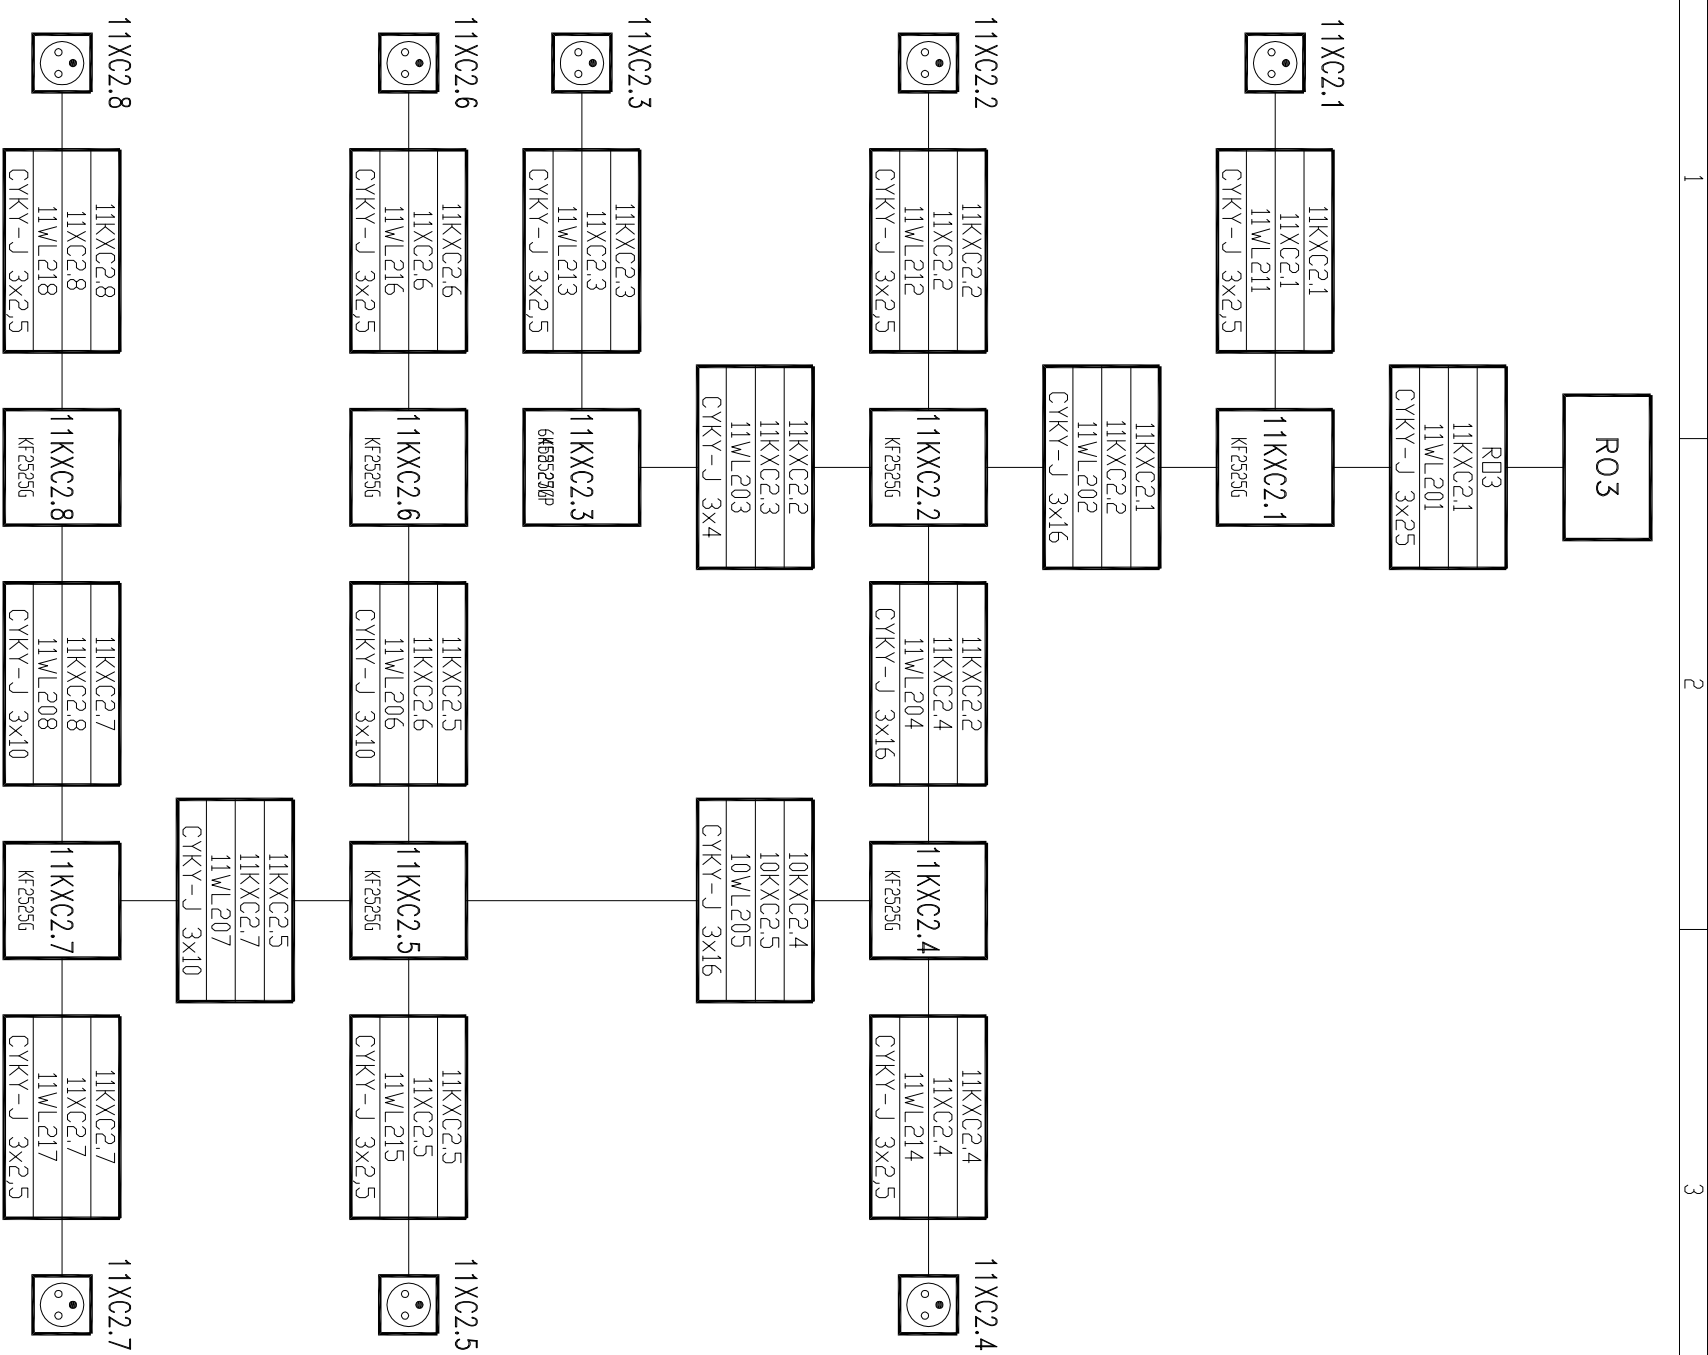 1
2
3
RO3
RO3
11KXC2.1
11WL201
CYKY-J 3x25
11XC2.1
11KXC2.1
11XC2.1
11WL211
CYKY-J 3x2,5
11KXC2.1
KF2525G
11KXC2.1
11KXC2.2
11WL202
CYKY-J 3x16
11XC2.2
11KXC2.2
11XC2.2
11WL212
CYKY-J 3x2,5
11KXC2.2
KF2525G
11KXC2.2
11KXC2.4
11WL204
CYKY-J 3x16
11KXC2.4
KF2525G
11KXC2.4
11XC2.4
11WL214
CYKY-J 3x2,5
11XC2.4
11KXC2.2
11KXC2.3
11WL203
CYKY-J 3x4
10KXC2.4
10KXC2.5
10WL205
CYKY-J 3x16
11XC2.3
11KXC2.3
11XC2.3
11WL213
CYKY-J 3x2,5
11KXC2.3
11XC2.6
11KXC2.6
11XC2.6
11WL216
CYKY-J 3x2,5
11KXC2.6
KF2525G
11KXC2.5
11KXC2.6
11WL206
CYKY-J 3x10
11KXC2.5
KF2525G
11KXC2.5
11XC2.5
11WL215
CYKY-J 3x2,5
11XC2.5
11KXC2.5
11KXC2.7
11WL207
CYKY-J 3x10
11XC2.8
11KXC2.8
11XC2.8
11WL218
CYKY-J 3x2,5
11KXC2.8
KF2525G
11KXC2.7
11KXC2.8
11WL208
CYKY-J 3x10
11KXC2.7
KF2525G
11KXC2.7
11XC2.7
11WL217
CYKY-J 3x2,5
11XC2.7